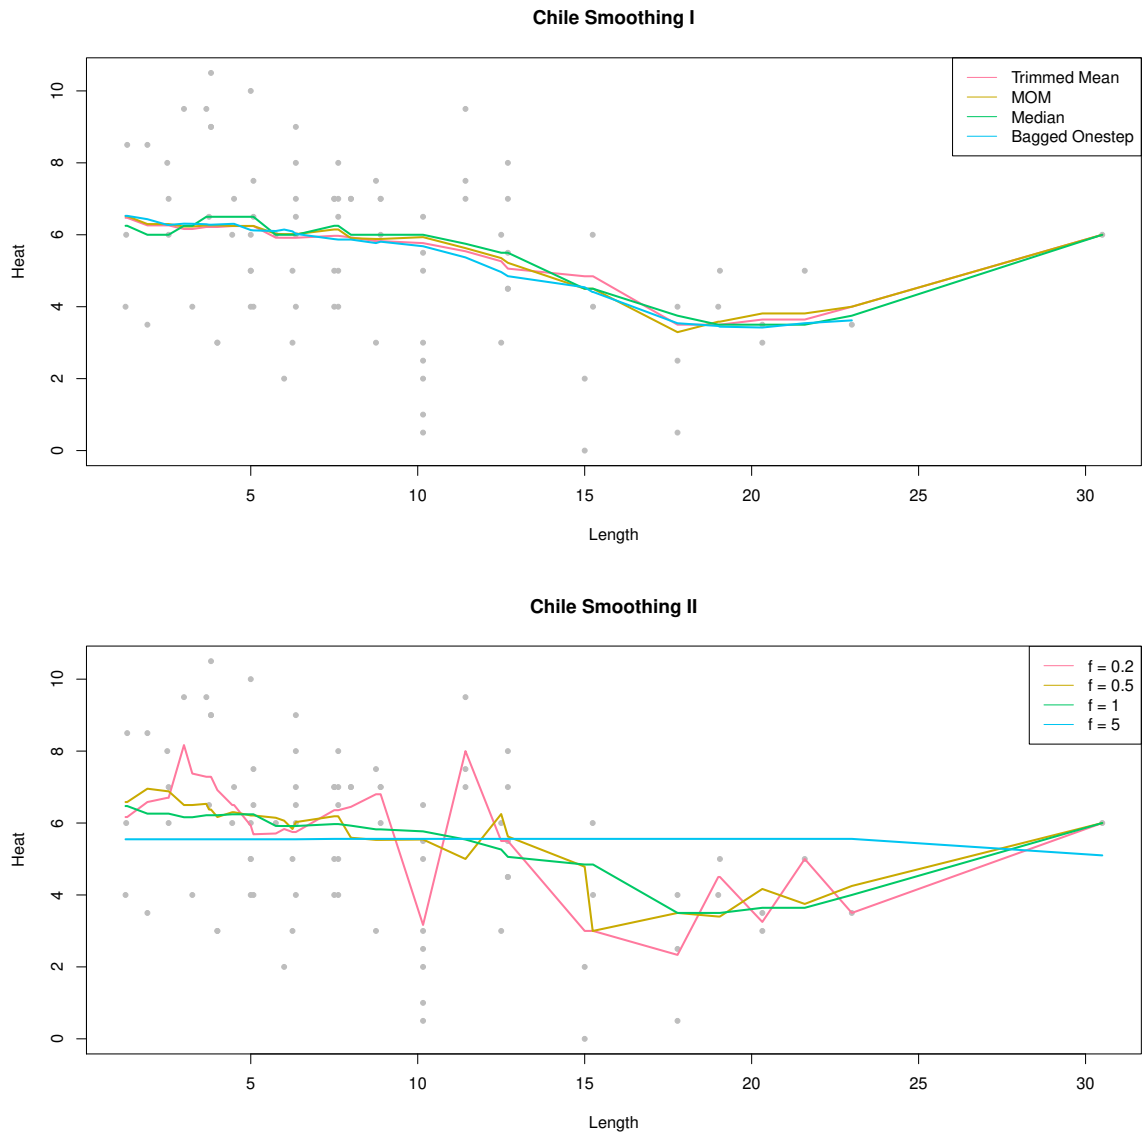 Chile Smoothing I
Trimmed Mean
MOM
Median
Bagged Onestep
10
8
6
4
2
0
Heat
5 10 15 20 25 30
Length
Chile Smoothing II
f = 0.2
f = 0.5
f = 1
f = 5
10
8
6
4
2
0
Heat
5 10 15 20 25 30
Length